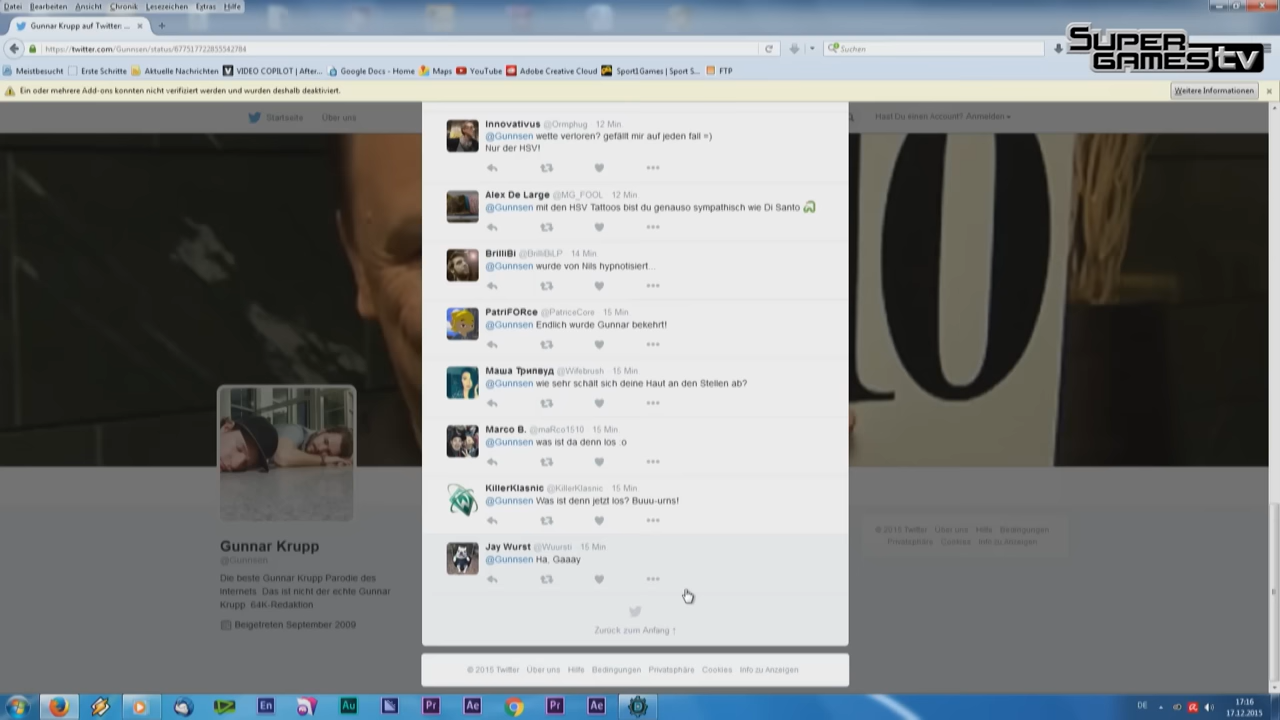 Datei Bearbeiten Ansicht Chronik Lesezeichen Extras Hilfe
Gunnar Krupp auf Twitter ...
https://twitter.com/Gunnsen/status/677517722855542784
Suchen
SUPER GAMES TV
Meistbesucht Erste Schritte Aktuelle Nachrichten VIDEO COPILOT | After... Google Docs - Home Maps YouTube Adobe Creative Cloud Sport1Games | Sport S... FTP
Ein oder mehrere Add-ons konnten nicht verifiziert werden und wurden deshalb deaktiviert.
Weitere Informationen
Startseite Über uns
Hast Du einen Account? Anmelden
Innovativus @Ormphug 12 Min
@Gunnsen wette verloren? gefällt mir auf jeden fall =)
Nur der HSV!
Alex De Large @MG_FOOL 12 Min
@Gunnsen mit den HSV Tattoos bist du genauso sympathisch wie Di Santo
BrilliBi @BrilliBiLP 14 Min
@Gunnsen wurde von Nils hypnotisiert...
PatriFORce @PatriceCore 15 Min
@Gunnsen Endlich wurde Gunnar bekehrt!
Маша Трипвуд @Wifebrush 15 Min
@Gunnsen wie sehr schält sich deine Haut an den Stellen ab?
Marco B. @maRco1510 15 Min
@Gunnsen was ist da denn los :o
KillerKlasnic @KillerKlasnic 15 Min
@Gunnsen Was ist denn jetzt los? Buuu-urns!
Jay Wurst @Wuursti 15 Min
@Gunnsen Ha, Gaaay
Zurück zum Anfang ↑
© 2015 Twitter Über uns Hilfe Bedingungen Privatsphäre Cookies Info zu Anzeigen
Gunnar Krupp
@Gunnsen
Die beste Gunnar Krupp Parodie des
Internets. Das ist nicht der echte Gunnar
Krupp. 64K-Redaktion
Beigetreten September 2009
© 2015 Twitter Über uns Hilfe Bedingungen
Privatsphäre Cookies Info zu Anzeigen
En Au Pr Ae Pr Ae
DE
17:16
17.12.2015